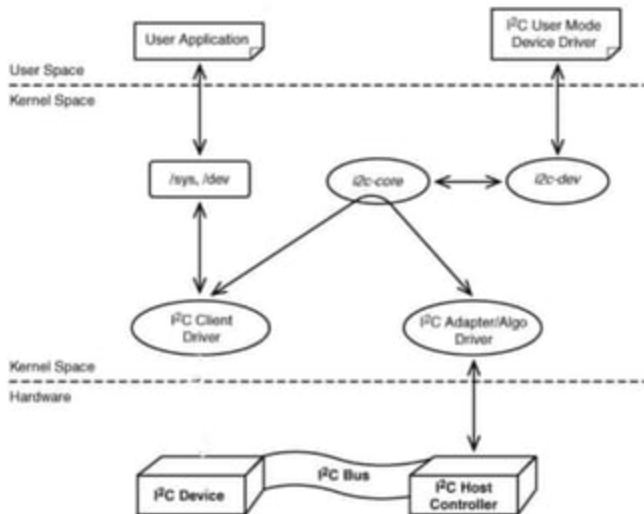 User Application
I²C User Mode
Device Driver
User Space
Kernel Space
/sys, /dev
i2c-core
i2c-dev
I²C Client
Driver
I²C Adapter/Algo
Driver
Kernel Space
Hardware
I²C Bus
I²C Device
I²C Host
Controller